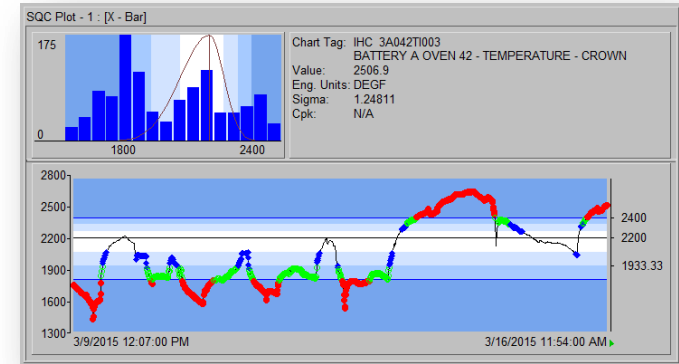 SQC Plot - 1 : [X - Bar]
175
0
1800 2400
Chart Tag: IHC 3A042TI003
BATTERY A OVEN 42 - TEMPERATURE - CROWN
Value: 2506.9
Eng. Units: DEGF
Sigma: 1.24811
Cpk: N/A
2800
2500
2200
1900
1600
1300
2400
2200
1933.33
3/9/2015 12:07:00 PM 3/16/2015 11:54:00 AM